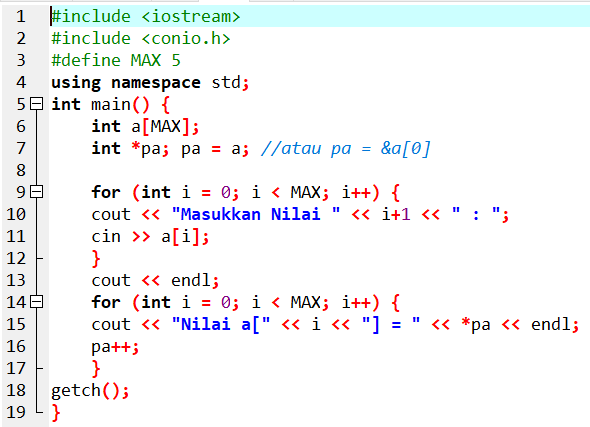 1 #include <iostream>
2 #include <conio.h>
3 #define MAX 5
4 using namespace std;
5 int main() {
6 int a[MAX];
7 int *pa; pa = a; //atau pa = &a[0]
8
9 for (int i = 0; i < MAX; i++) {
10 cout << "Masukkan Nilai " << i+1 << " : ";
11 cin >> a[i];
12 }
13 cout << endl;
14 for (int i = 0; i < MAX; i++) {
15 cout << "Nilai a[" << i << "] = " << *pa << endl;
16 pa++;
17 }
18 getch();
19 }